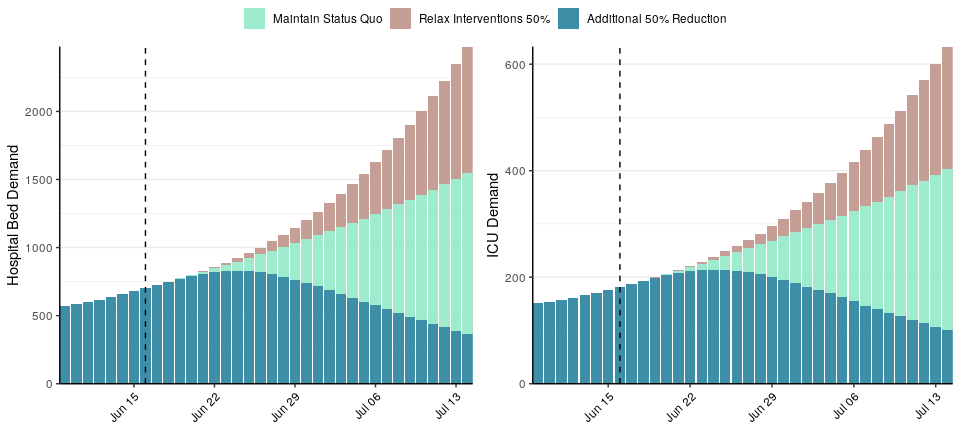 Maintain Status Quo Relax Interventions 50% Additional 50% Reduction
Hospital Bed Demand
2000
1500
1000
500
0
Jun 15 Jun 22 Jun 29 Jul 06 Jul 13
ICU Demand
600
400
200
0
Jun 15 Jun 22 Jun 29 Jul 06 Jul 13